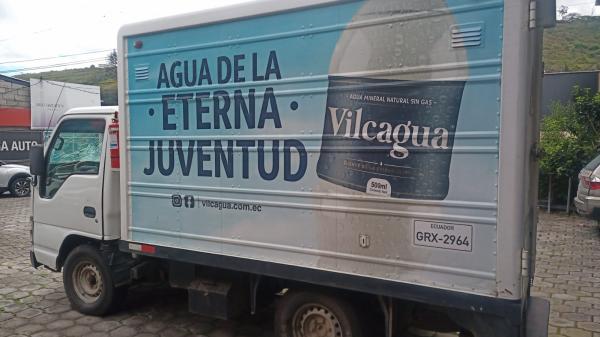 AGUA DE LA
• ETERNA •
JUVENTUD
vilcagua.com.ec
AGUA MINERAL NATURAL SIN GAS
Vilcagua
500ml
ECUADOR
GRX-2964
A AUTO